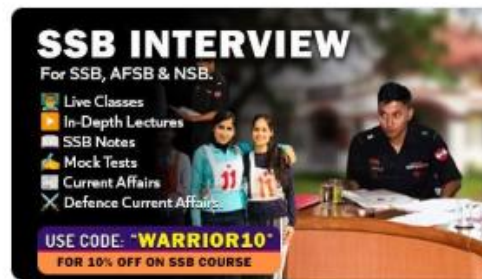 SSB INTERVIEW
For SSB, AFSB & NSB.
Live Classes
In-Depth Lectures
SSB Notes
Mock Tests
Current Affairs
Defence Current Affairs
11 11
USE CODE: "WARRIOR10"
FOR 10% OFF ON SSB COURSE